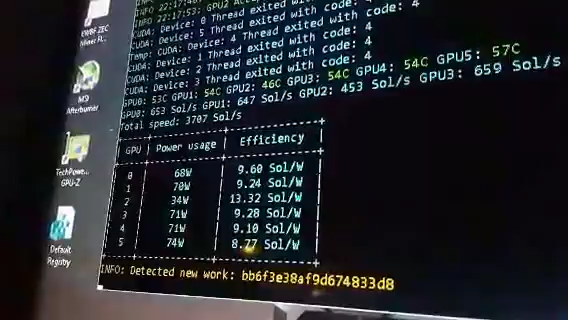 INFO 22:17:53: GPU2
CUDA: Device: 0 Thread exited with code: 4
CUDA: Device: 5 Thread exited with code: 4
Temp: CUDA: Device: 4 Thread exited with code: 4
CUDA: Device: 1 Thread exited with code: 4
CUDA: Device: 2 Thread exited with code: 4
CUDA: Device: 3 Thread exited with code: 4
GPU0: 53C GPU1: 54C GPU2: 46C GPU3: 54C GPU4: 54C GPU5: 57C
GPU0: 653 Sol/s GPU1: 647 Sol/s GPU2: 453 Sol/s GPU3: 659 Sol/s
Total speed: 3707 Sol/s
GPU Power usage Efficiency
0 68W 9.60 Sol/W
1 70W 9.24 Sol/W
2 34W 13.32 Sol/W
3 71W 9.28 Sol/W
4 71W 9.10 Sol/W
5 74W 8.77 Sol/W
INFO: Detected new work: bb6f3e38af9d674833d8
EWBF ZEC
Miner Fl...
MSI
Afterburner
TechPowe...
GPU-Z
Default
Registry